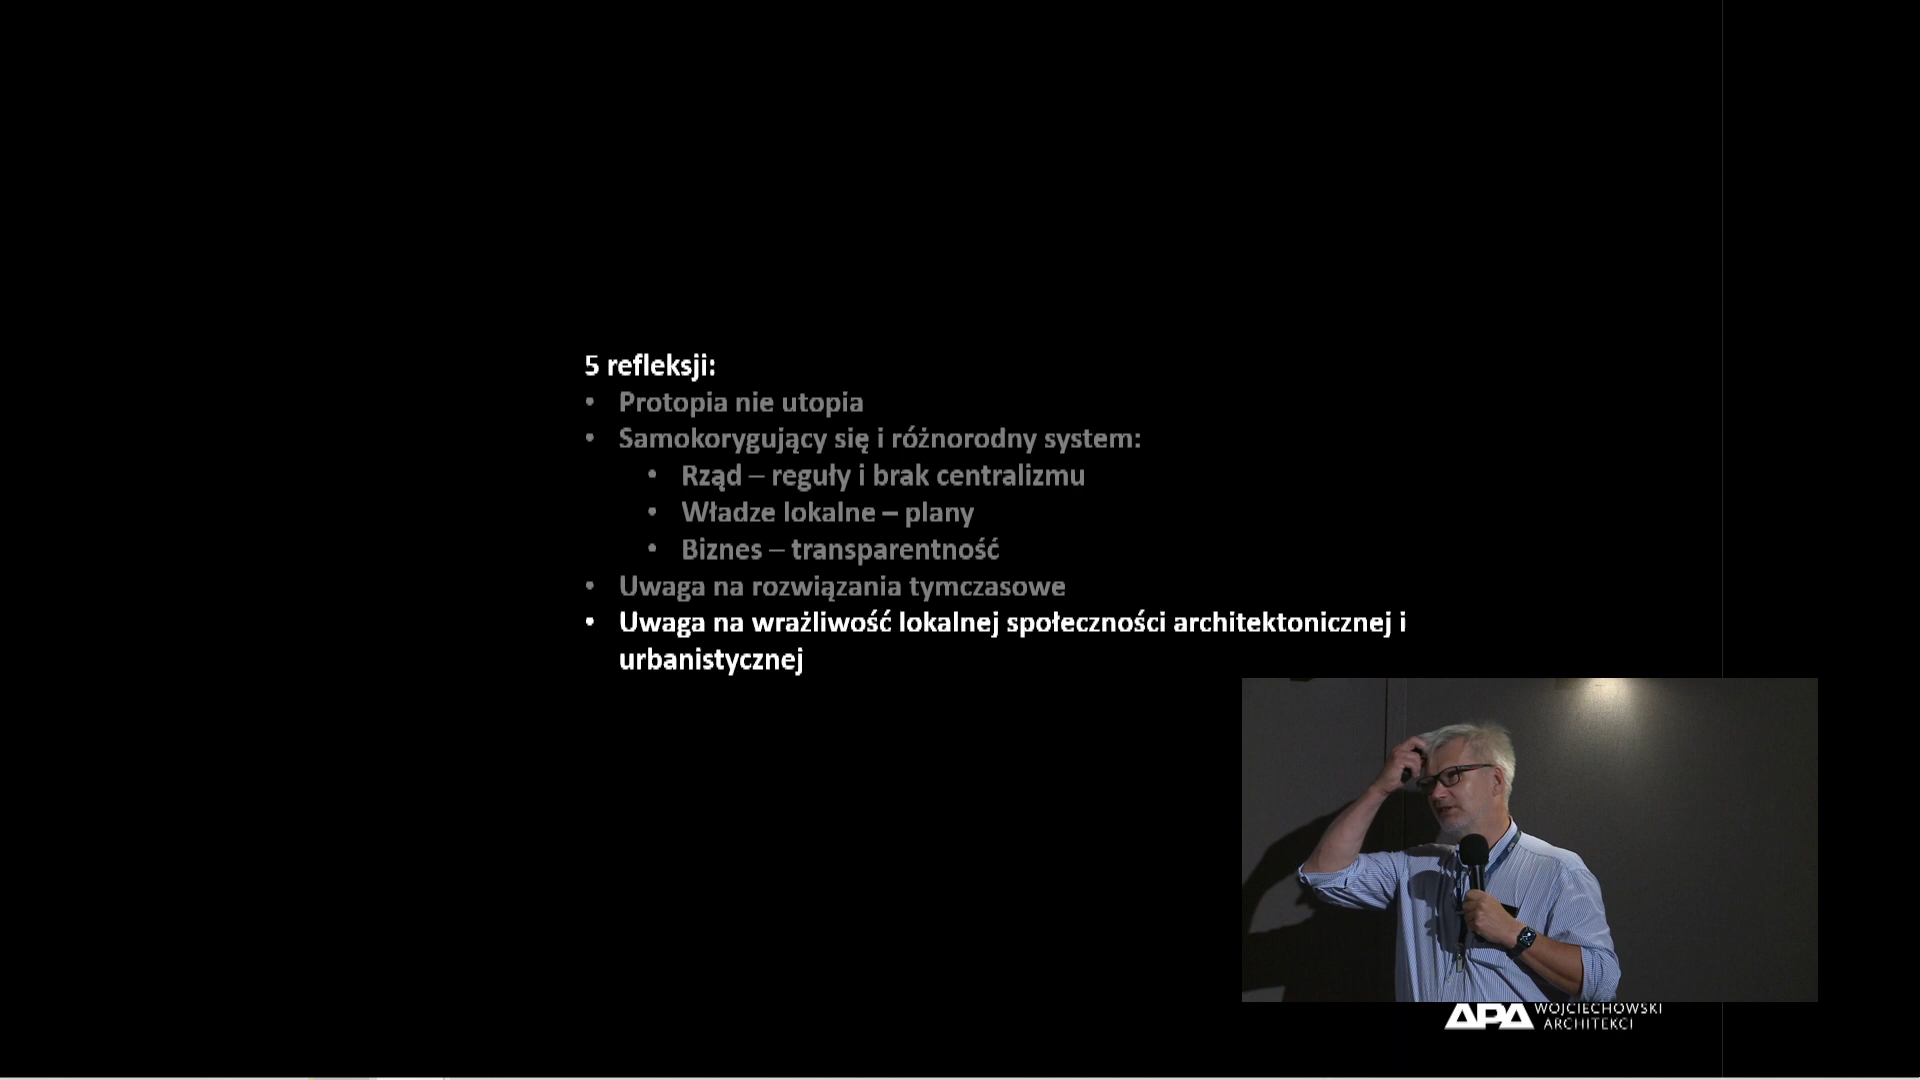 5 refleksji:
• Protopia nie utopia
• Samokorygujący się i różnorodny system:
• Rząd – reguły i brak centralizmu
• Władze lokalne – plany
• Biznes – transparentność
• Uwaga na rozwiązania tymczasowe
• Uwaga na wrażliwość lokalnej społeczności architektonicznej i
urbanistycznej
APA WOJCIECHOWSKI
ARCHITEKCI